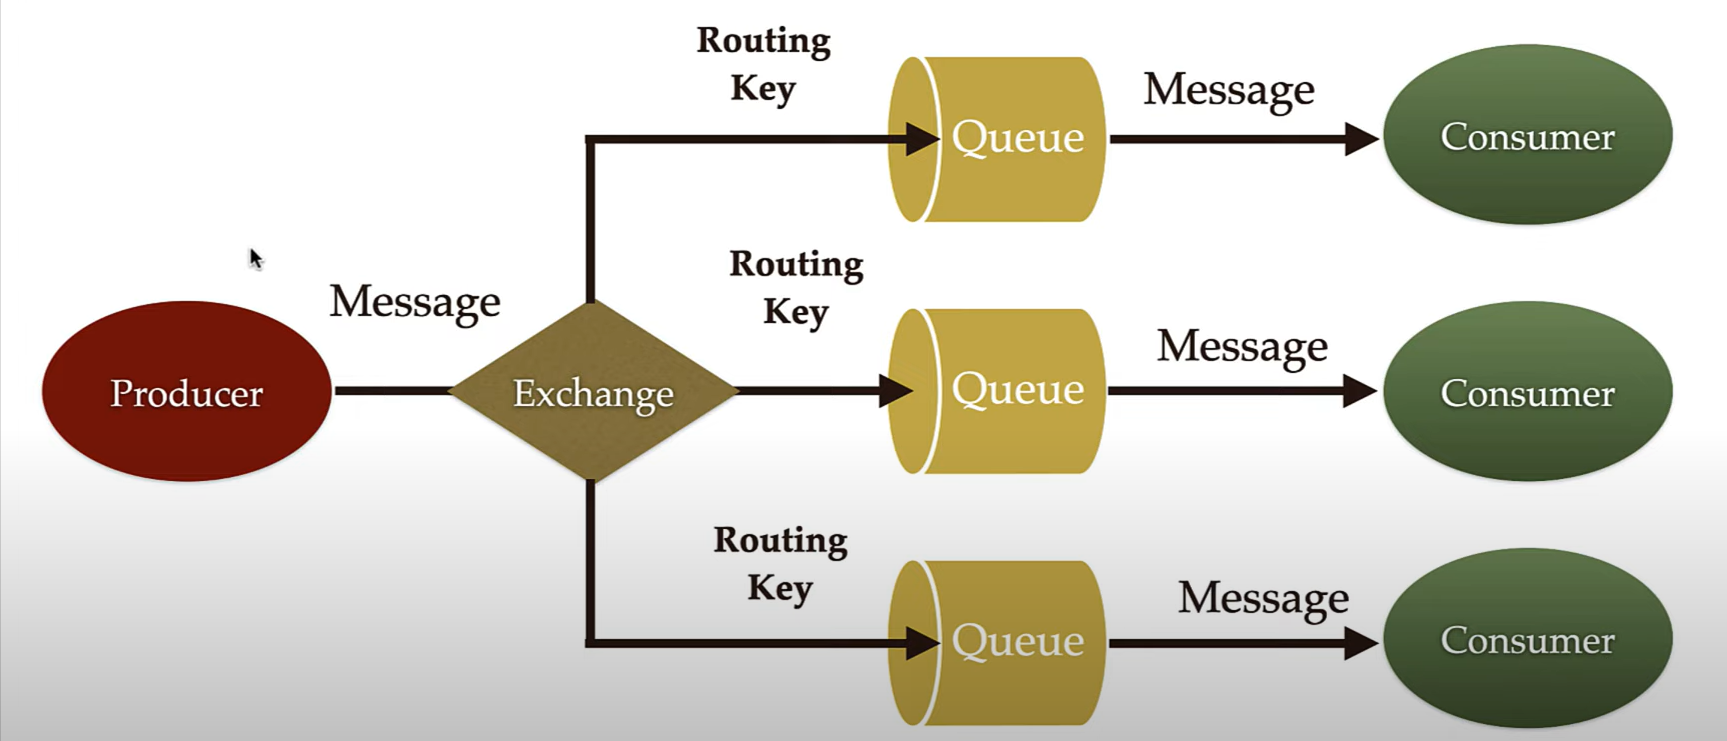 Routing
Key
Message
Queue
Consumer
Routing
Key
Message
Message
Producer
Exchange
Queue
Consumer
Routing
Key
Message
Queue
Consumer